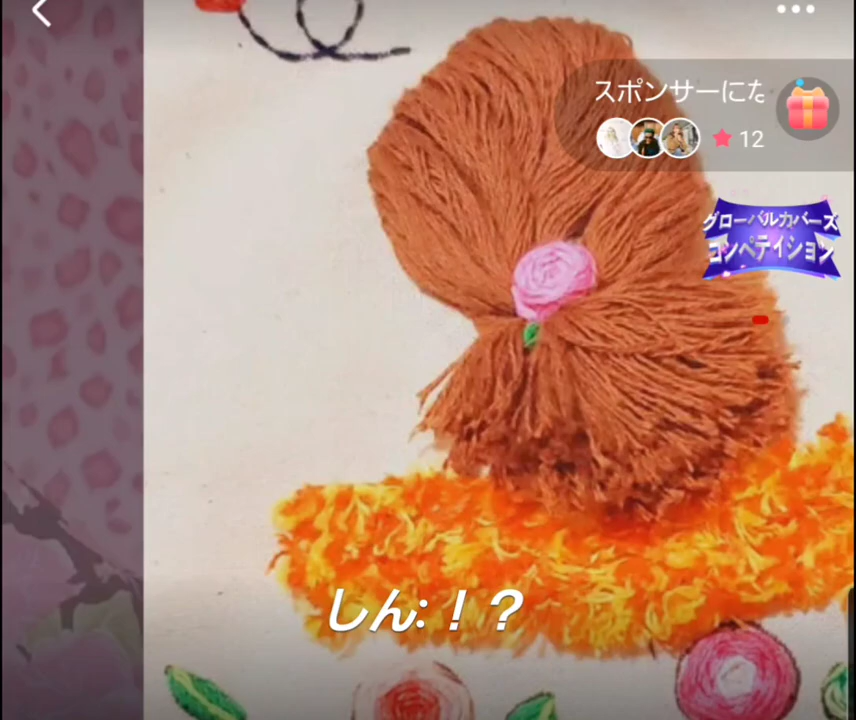 スポンサーにな
12
グローバルカバーズ
コンペティション
しん:！？